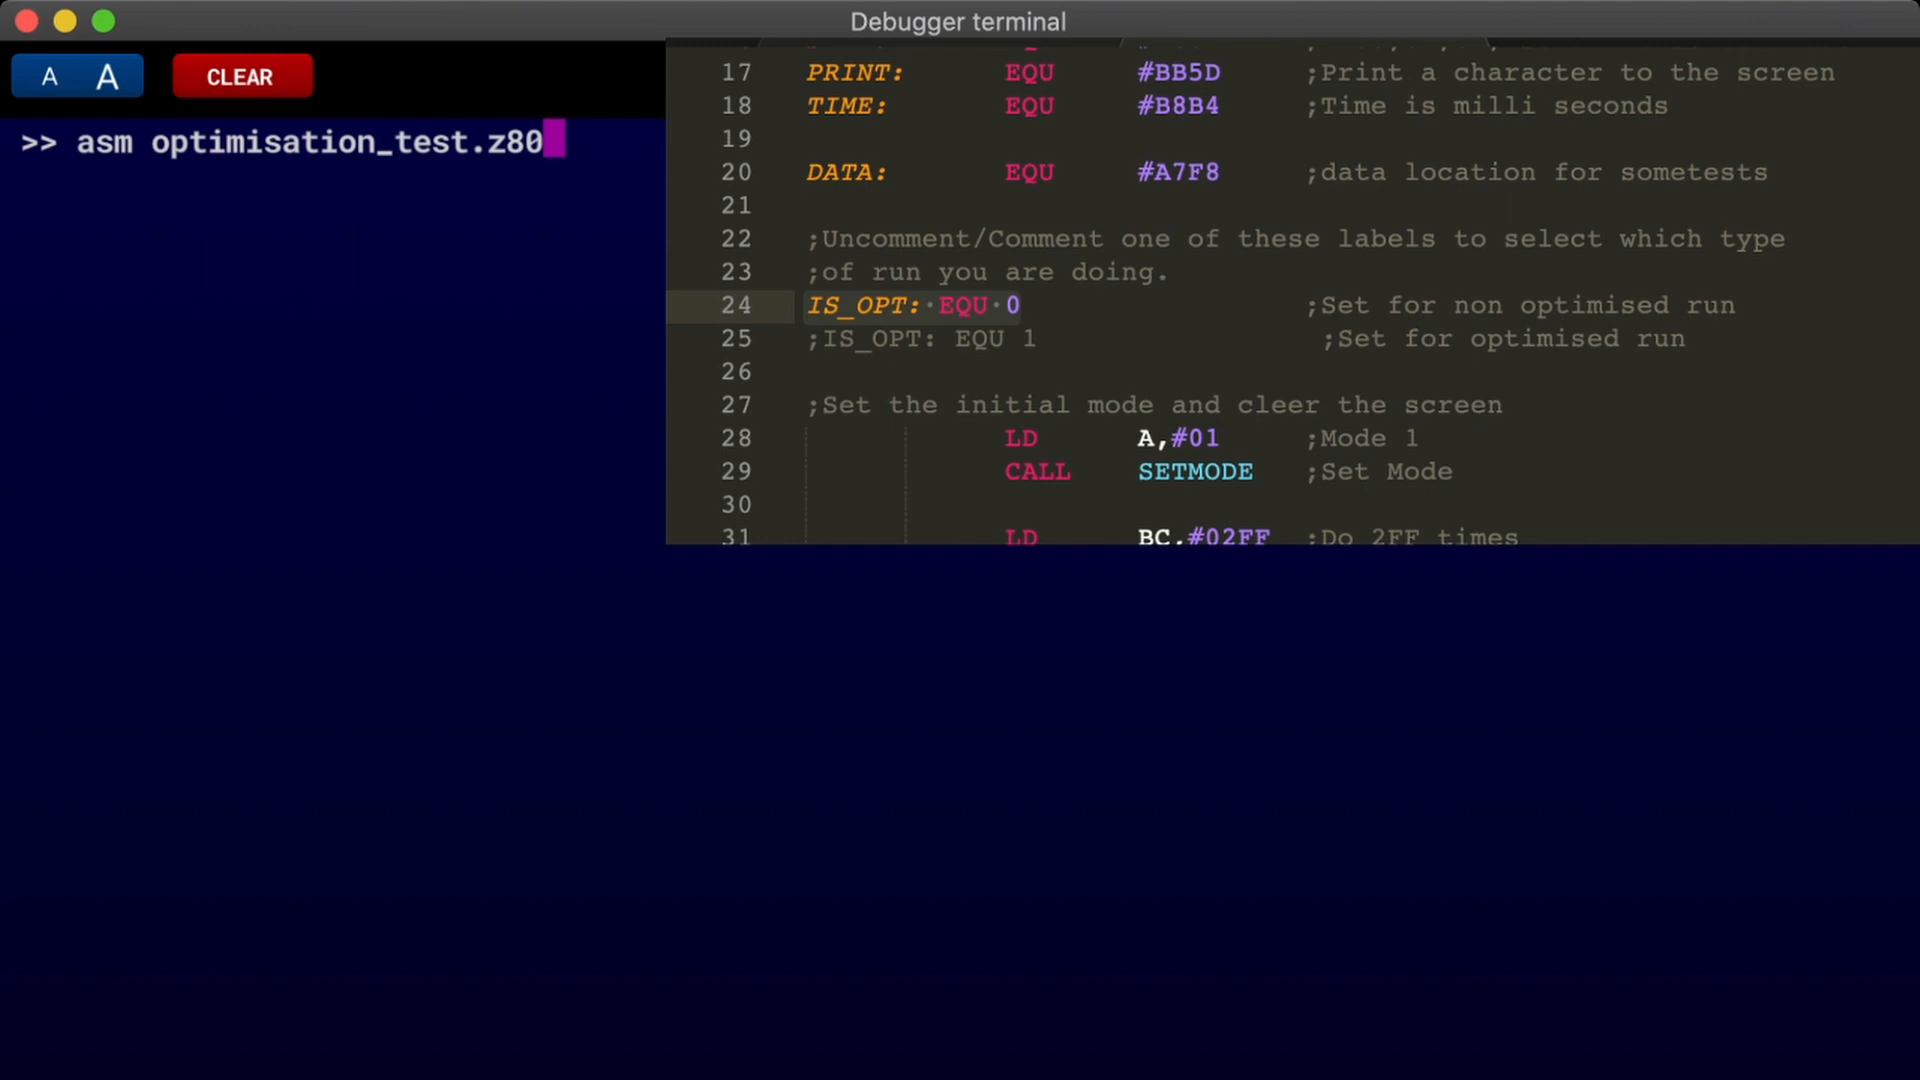 Debugger terminal
A A CLEAR
>> asm optimisation_test.z80
17 PRINT: EQU #BB5D ;Print a character to the screen
18 TIME: EQU #B8B4 ;Time is milli seconds
19
20 DATA: EQU #A7F8 ;data location for sometests
21
22 ;Uncomment/Comment one of these labels to select which type
23 ;of run you are doing.
24 IS_OPT:·EQU·0 ;Set for non optimised run
25 ;IS_OPT: EQU 1 ;Set for optimised run
26
27 ;Set the initial mode and cleer the screen
28 LD A,#01 ;Mode 1
29 CALL SETMODE ;Set Mode
30
31 LD BC,#02FF ;Do 2FF times